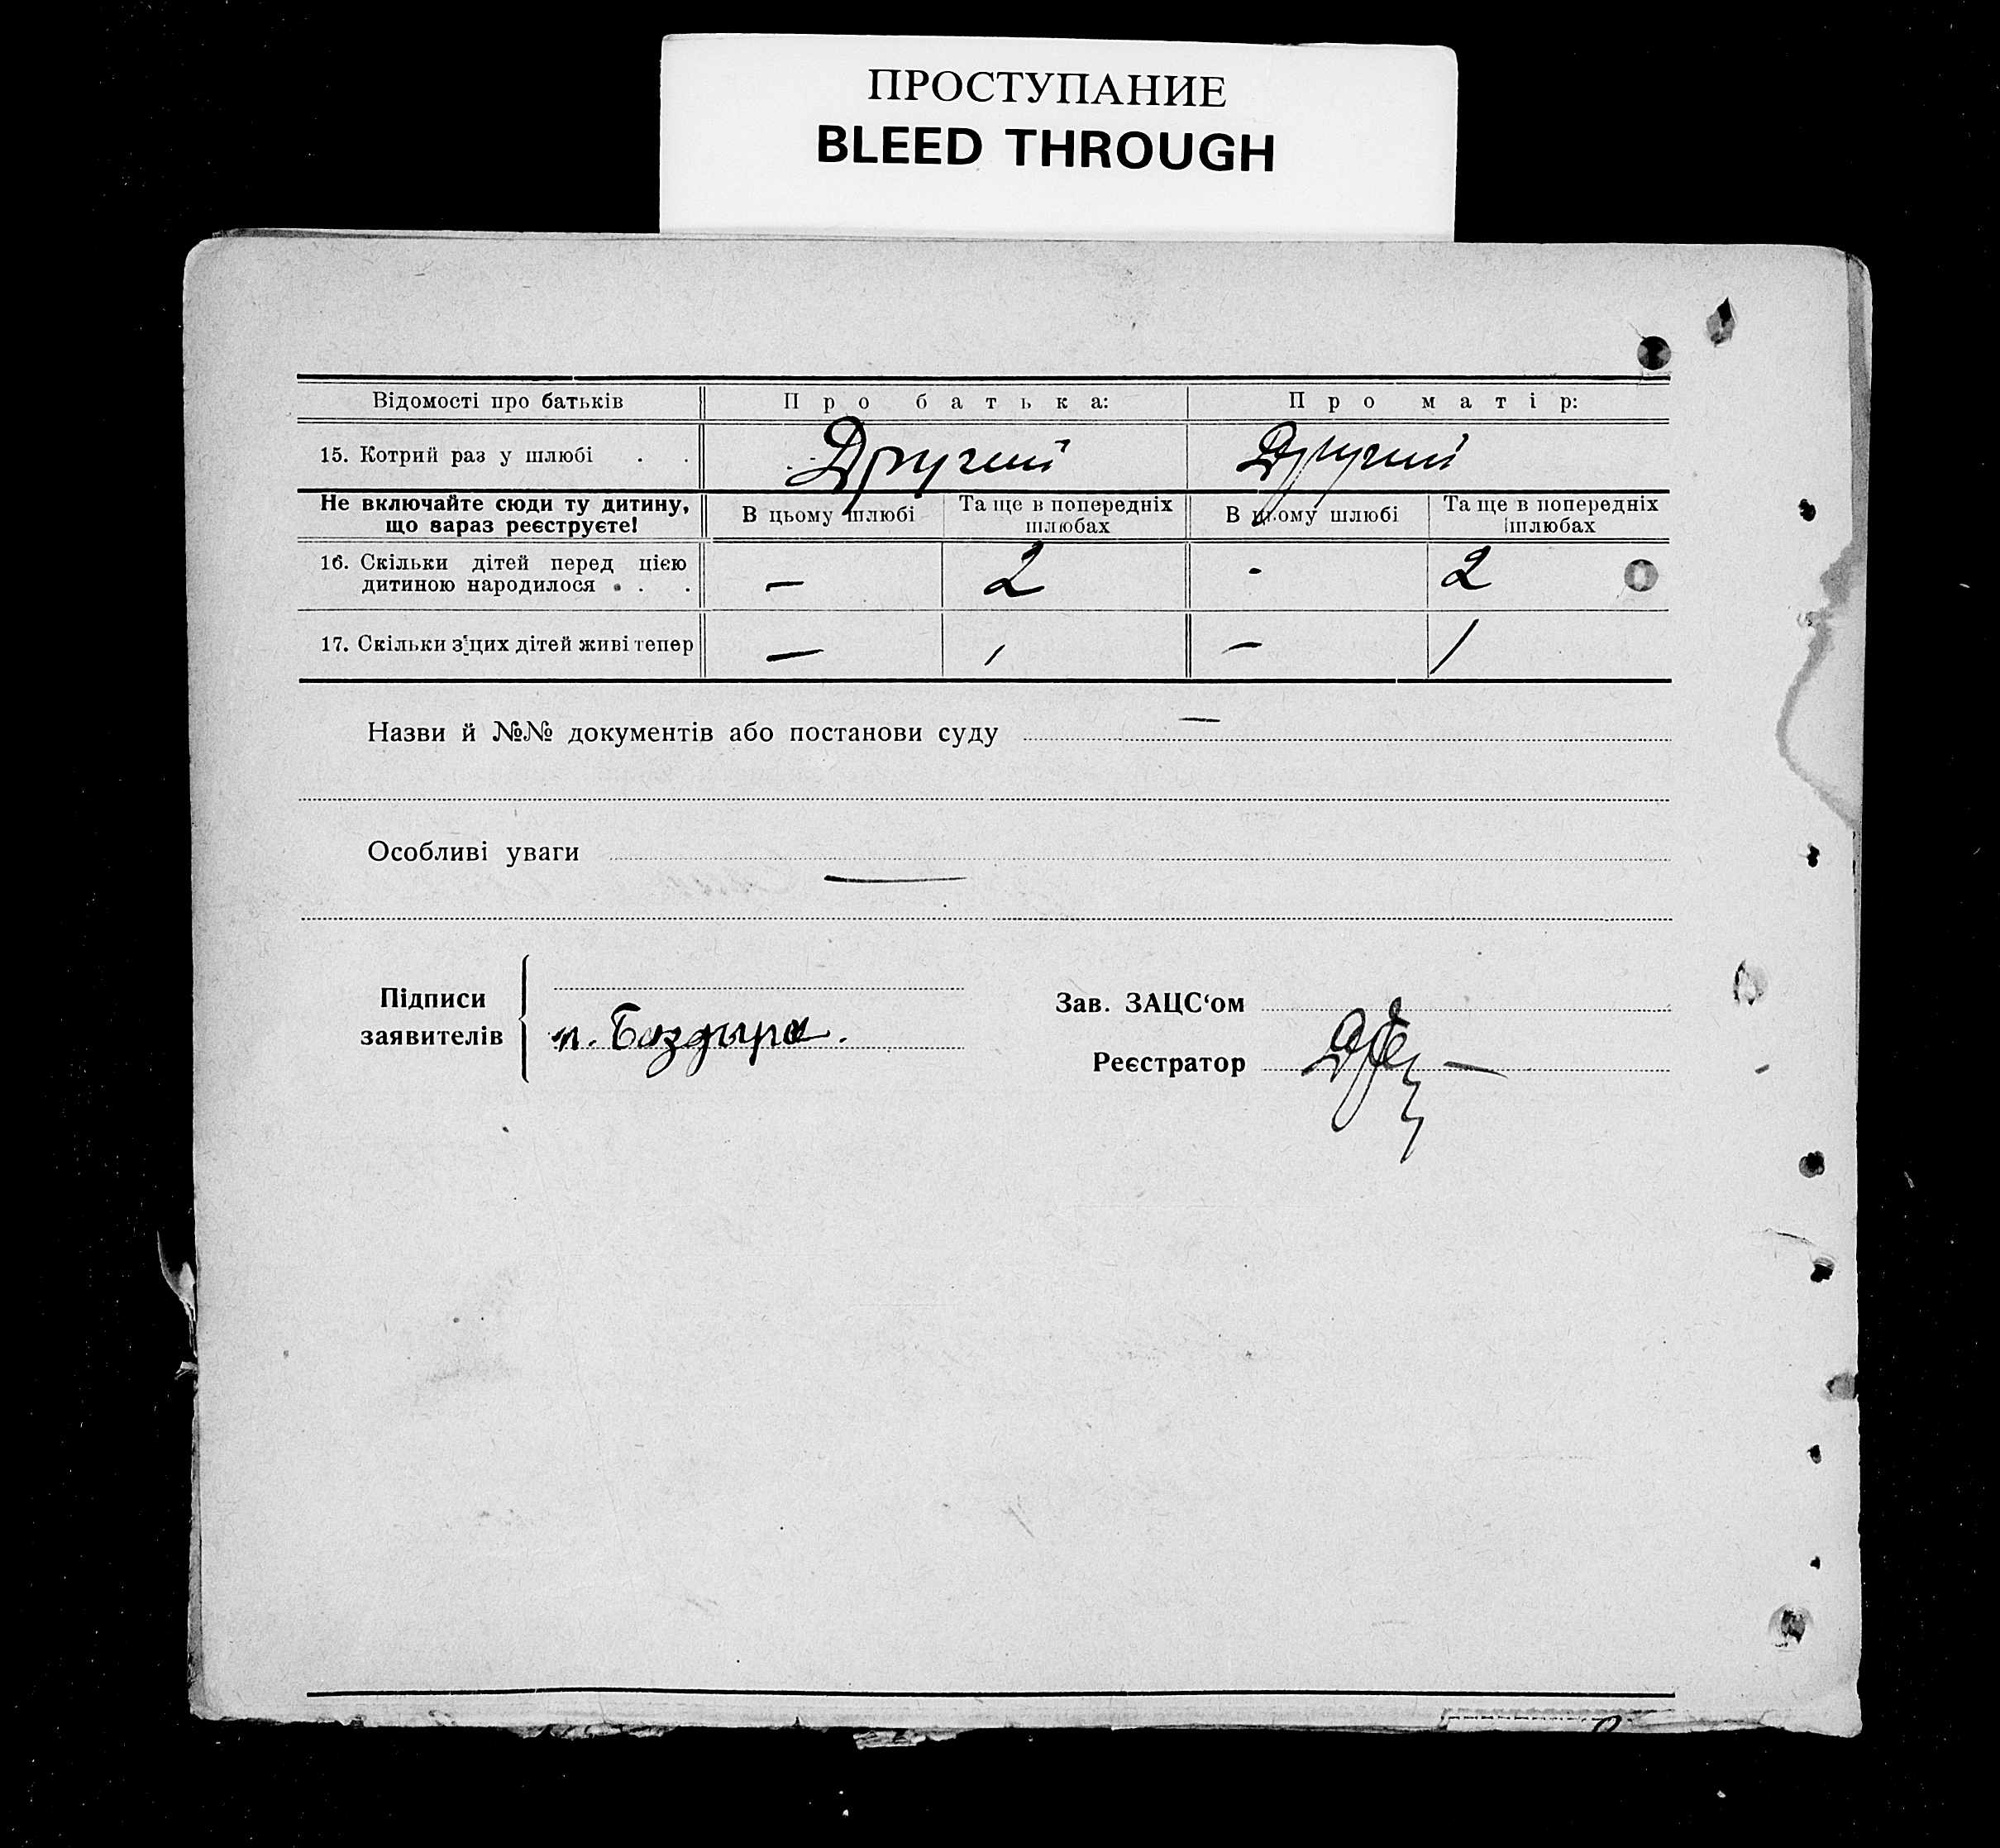 ПРОСТУПАНИЕ
BLEED THROUGH
Відомості про батьків Про батька: Про матір:
15. Котрий раз у шлюбі . . Другий Другий
Не включайте сюди ту дитину, що вараз реєструєте! В цьому шлюбі Та ще в попередніх шлюбах В цьому шлюбі Та ще в попередніх шлюбах
16. Скільки дітей перед цією
дитиною народилося . . . — 2 - 2
17. Скільки з цих дітей живі тепер — 1 — 1
Назви й №№ документів або постанови суду —
Особливі уваги —
Підписи
заявителів
п. Баздыра.
Зав. ЗАЦС‘ом
Реєстратор